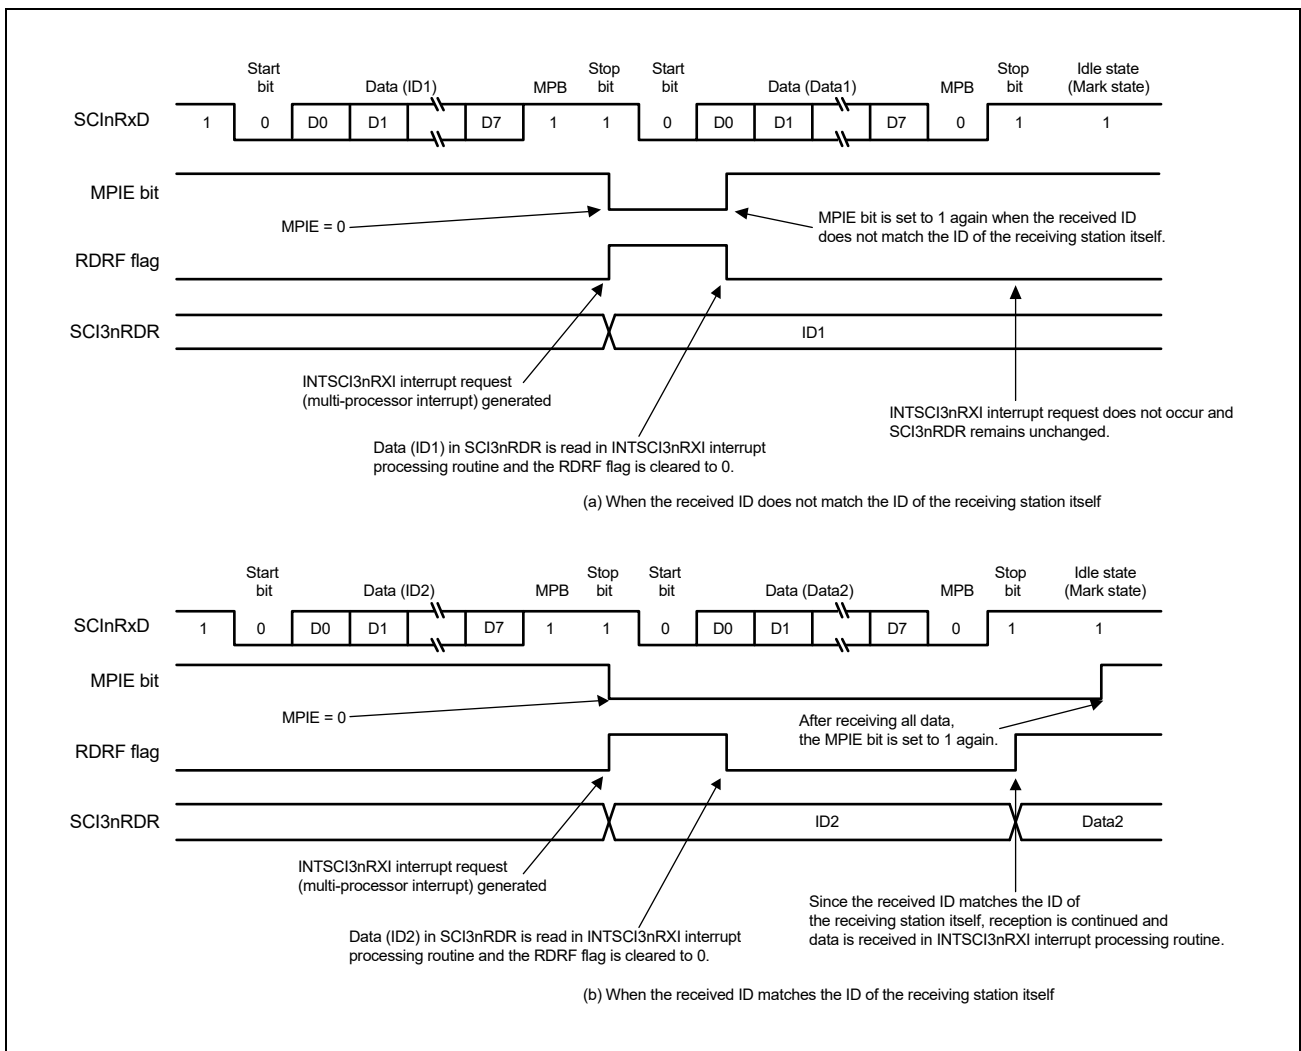 Start bit Data (ID1) MPB Stop bit Start bit Data (Data1) MPB Stop bit Idle state (Mark state)
SCInRxD 1 0 D0 D1 D7 1 1 0 D0 D1 D7 0 1 1
MPIE bit
MPIE = 0
MPIE bit is set to 1 again when the received ID
does not match the ID of the receiving station itself.
RDRF flag
SCI3nRDR ID1
INTSCI3nRXI interrupt request
(multi-processor interrupt) generated
INTSCI3nRXI interrupt request does not occur and
SCI3nRDR remains unchanged.
Data (ID1) in SCI3nRDR is read in INTSCI3nRXI interrupt
processing routine and the RDRF flag is cleared to 0.
(a) When the received ID does not match the ID of the receiving station itself
Start bit Data (ID2) MPB Stop bit Start bit Data (Data2) MPB Stop bit Idle state (Mark state)
SCInRxD 1 0 D0 D1 D7 1 1 0 D0 D1 D7 0 1 1
MPIE bit
MPIE = 0
After receiving all data,
the MPIE bit is set to 1 again.
RDRF flag
SCI3nRDR ID2 Data2
INTSCI3nRXI interrupt request
(multi-processor interrupt) generated
Since the received ID matches the ID of
the receiving station itself, reception is continued and
data is received in INTSCI3nRXI interrupt processing routine.
Data (ID2) in SCI3nRDR is read in INTSCI3nRXI interrupt
processing routine and the RDRF flag is cleared to 0.
(b) When the received ID matches the ID of the receiving station itself